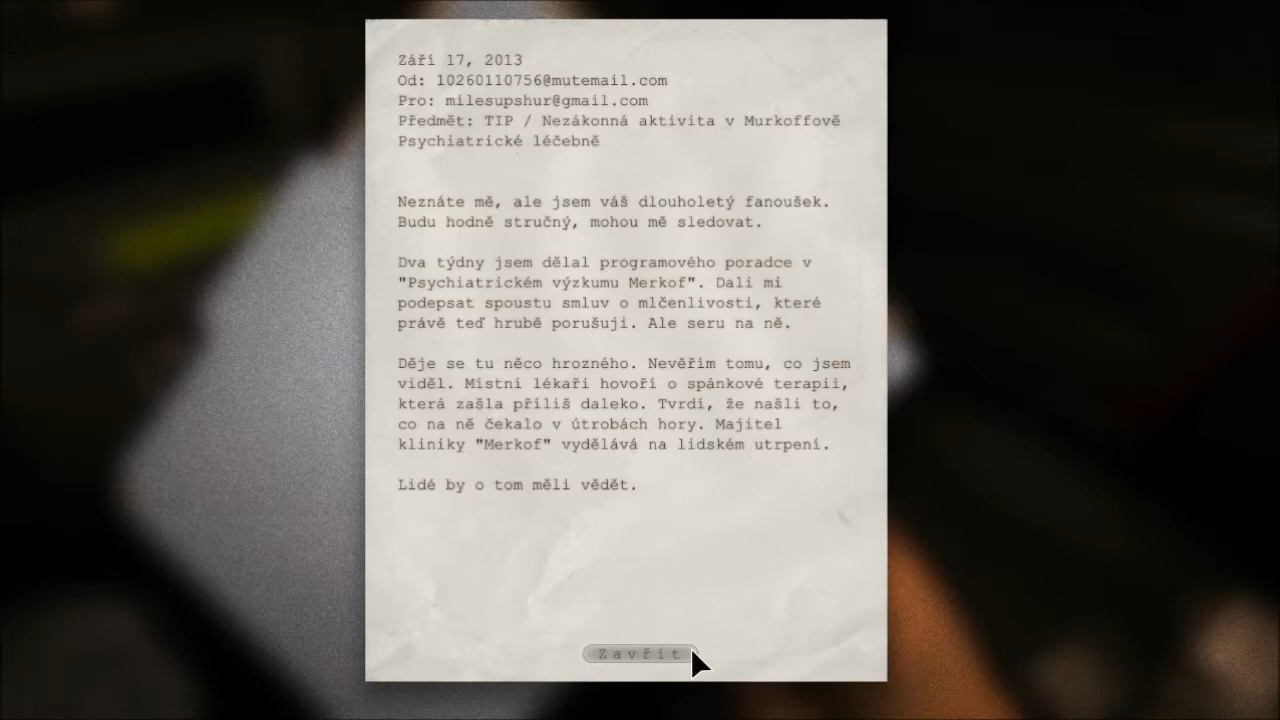 Září 17, 2013
Od: 10260110756@mutemail.com
Pro: milesupshur@gmail.com
Předmět: TIP / Nezákonná aktivita v Murkoffově
Psychiatrické léčebně
Neznáte mě, ale jsem váš dlouholetý fanoušek.
Budu hodně stručný, mohou mě sledovat.
Dva týdny jsem dělal programového poradce v
"Psychiatrickém výzkumu Merkof". Dali mi
podepsat spoustu smluv o mlčenlivosti, které
právě teď hrubě porušuji. Ale seru na ně.
Děje se tu něco hrozného. Nevěřím tomu, co jsem
viděl. Místní lékaři hovoří o spánkové terapii,
která zašla příliš daleko. Tvrdí, že našli to,
co na ně čekalo v útrobách hory. Majitel
kliniky "Merkof" vydělává na lidském utrpení.
Lidé by o tom měli vědět.
Zavřít